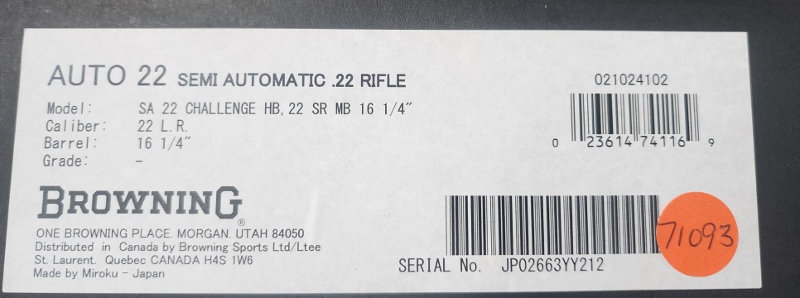 AUTO 22 SEMI AUTOMATIC .22 RIFLE
Model: SA 22 CHALLENGE HB, 22 SR MB 16 1/4"
Caliber: 22 L.R.
Barrel: 16 1/4"
Grade: -
021024102
0 23614 74116 9
BROWNING®
ONE BROWNING PLACE. MORGAN. UTAH 84050
Distributed in Canada by Browning Sports Ltd/Ltee
St. Laurent. Quebec CANADA H4S 1W6
Made by Miroku - Japan
71093
SERIAL No. JP02663YY212